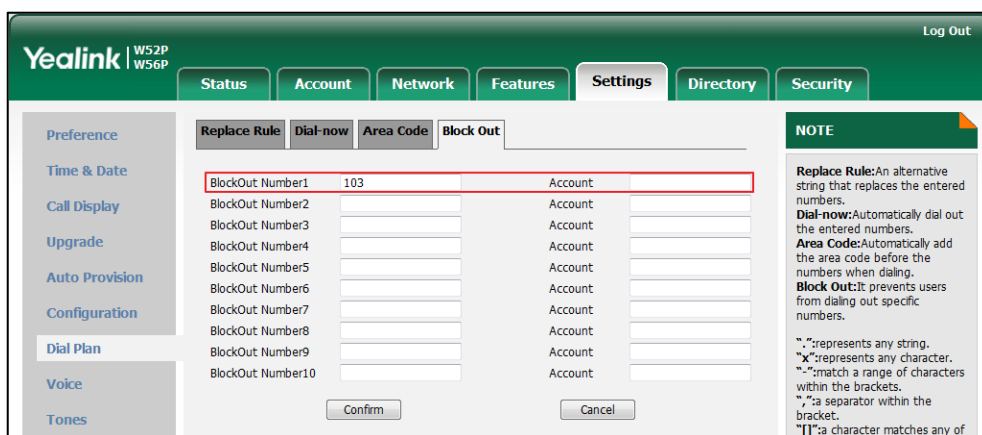 Log Out
Yealink | W52P
W56P
Status Account Network Features Settings Directory Security
Preference
Time & Date
Call Display
Upgrade
Auto Provision
Configuration
Dial Plan
Voice
Tones
Replace Rule Dial-now Area Code Block Out
BlockOut Number1 103 Account
BlockOut Number2 Account
BlockOut Number3 Account
BlockOut Number4 Account
BlockOut Number5 Account
BlockOut Number6 Account
BlockOut Number7 Account
BlockOut Number8 Account
BlockOut Number9 Account
BlockOut Number10 Account
Confirm Cancel
NOTE
Replace Rule:An alternative
string that replaces the entered
numbers.
Dial-now:Automatically dial out
the entered numbers.
Area Code:Automatically add
the area code before the
numbers when dialing.
Block Out:It prevents users
from dialing out specific
numbers.
".":represents any string.
"x":represents any character.
"-":match a range of characters
within the brackets.
",":a separator within the
bracket.
"[]":a character matches any of